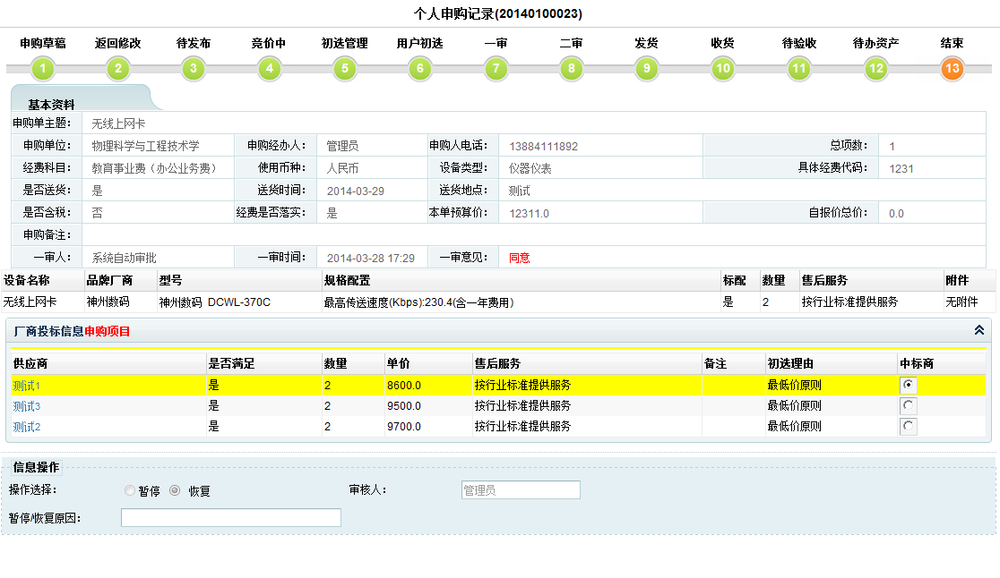 个人申购记录(20140100023)
申购草稿 返回修改 待发布 竞价中 初选管理 用户初选 一审 二审 发货 收货 待验收 待办资产 结束
1 2 3 4 5 6 7 8 9 10 11 12 13
基本资料
申购单主题: 无线上网卡
申购单位: 物理科学与工程技术学 申购经办人: 管理员 申购人电话: 13884111892 总项数: 1
经费科目: 教育事业费（办公业务费） 使用币种: 人民币 设备类型: 仪器仪表 具体经费代码: 1231
是否送货: 是 送货时间: 2014-03-29 送货地点: 测试
是否含税: 否 经费是否落实: 是 本单预算价: 12311.0 自报价总价: 0.0
申购备注:
一审人: 系统自动审批 一审时间: 2014-03-28 17:29 一审意见: 同意
设备名称 品牌厂商 型号 规格配置 标配 数量 售后服务 附件
无线上网卡 神州数码 神州数码 DCWL-370C 最高传送速度(Kbps):230.4(含一年费用) 是 2 按行业标准提供服务 无附件
厂商投标信息申购项目
供应商 是否满足 数量 单价 售后服务 备注 初选理由 中标商
测试1 是 2 8600.0 按行业标准提供服务 最低价原则
测试3 是 2 9500.0 按行业标准提供服务 最低价原则
测试2 是 2 9700.0 按行业标准提供服务 最低价原则
信息操作
操作选择: 暂停 恢复 审核人: 管理员
暂停/恢复原因: